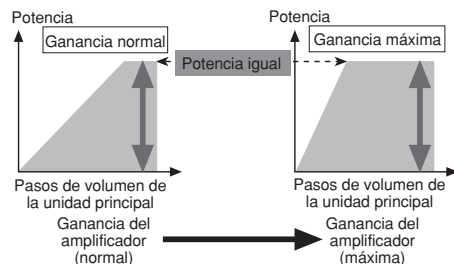 Potencia
Ganancia normal
Potencia igual
Potencia
Ganancia máxima
Pasos de volumen de
la unidad principal
Pasos de volumen de
la unidad principal
Ganancia del
amplificador
(normal)
Ganancia del
amplificador
(máxima)